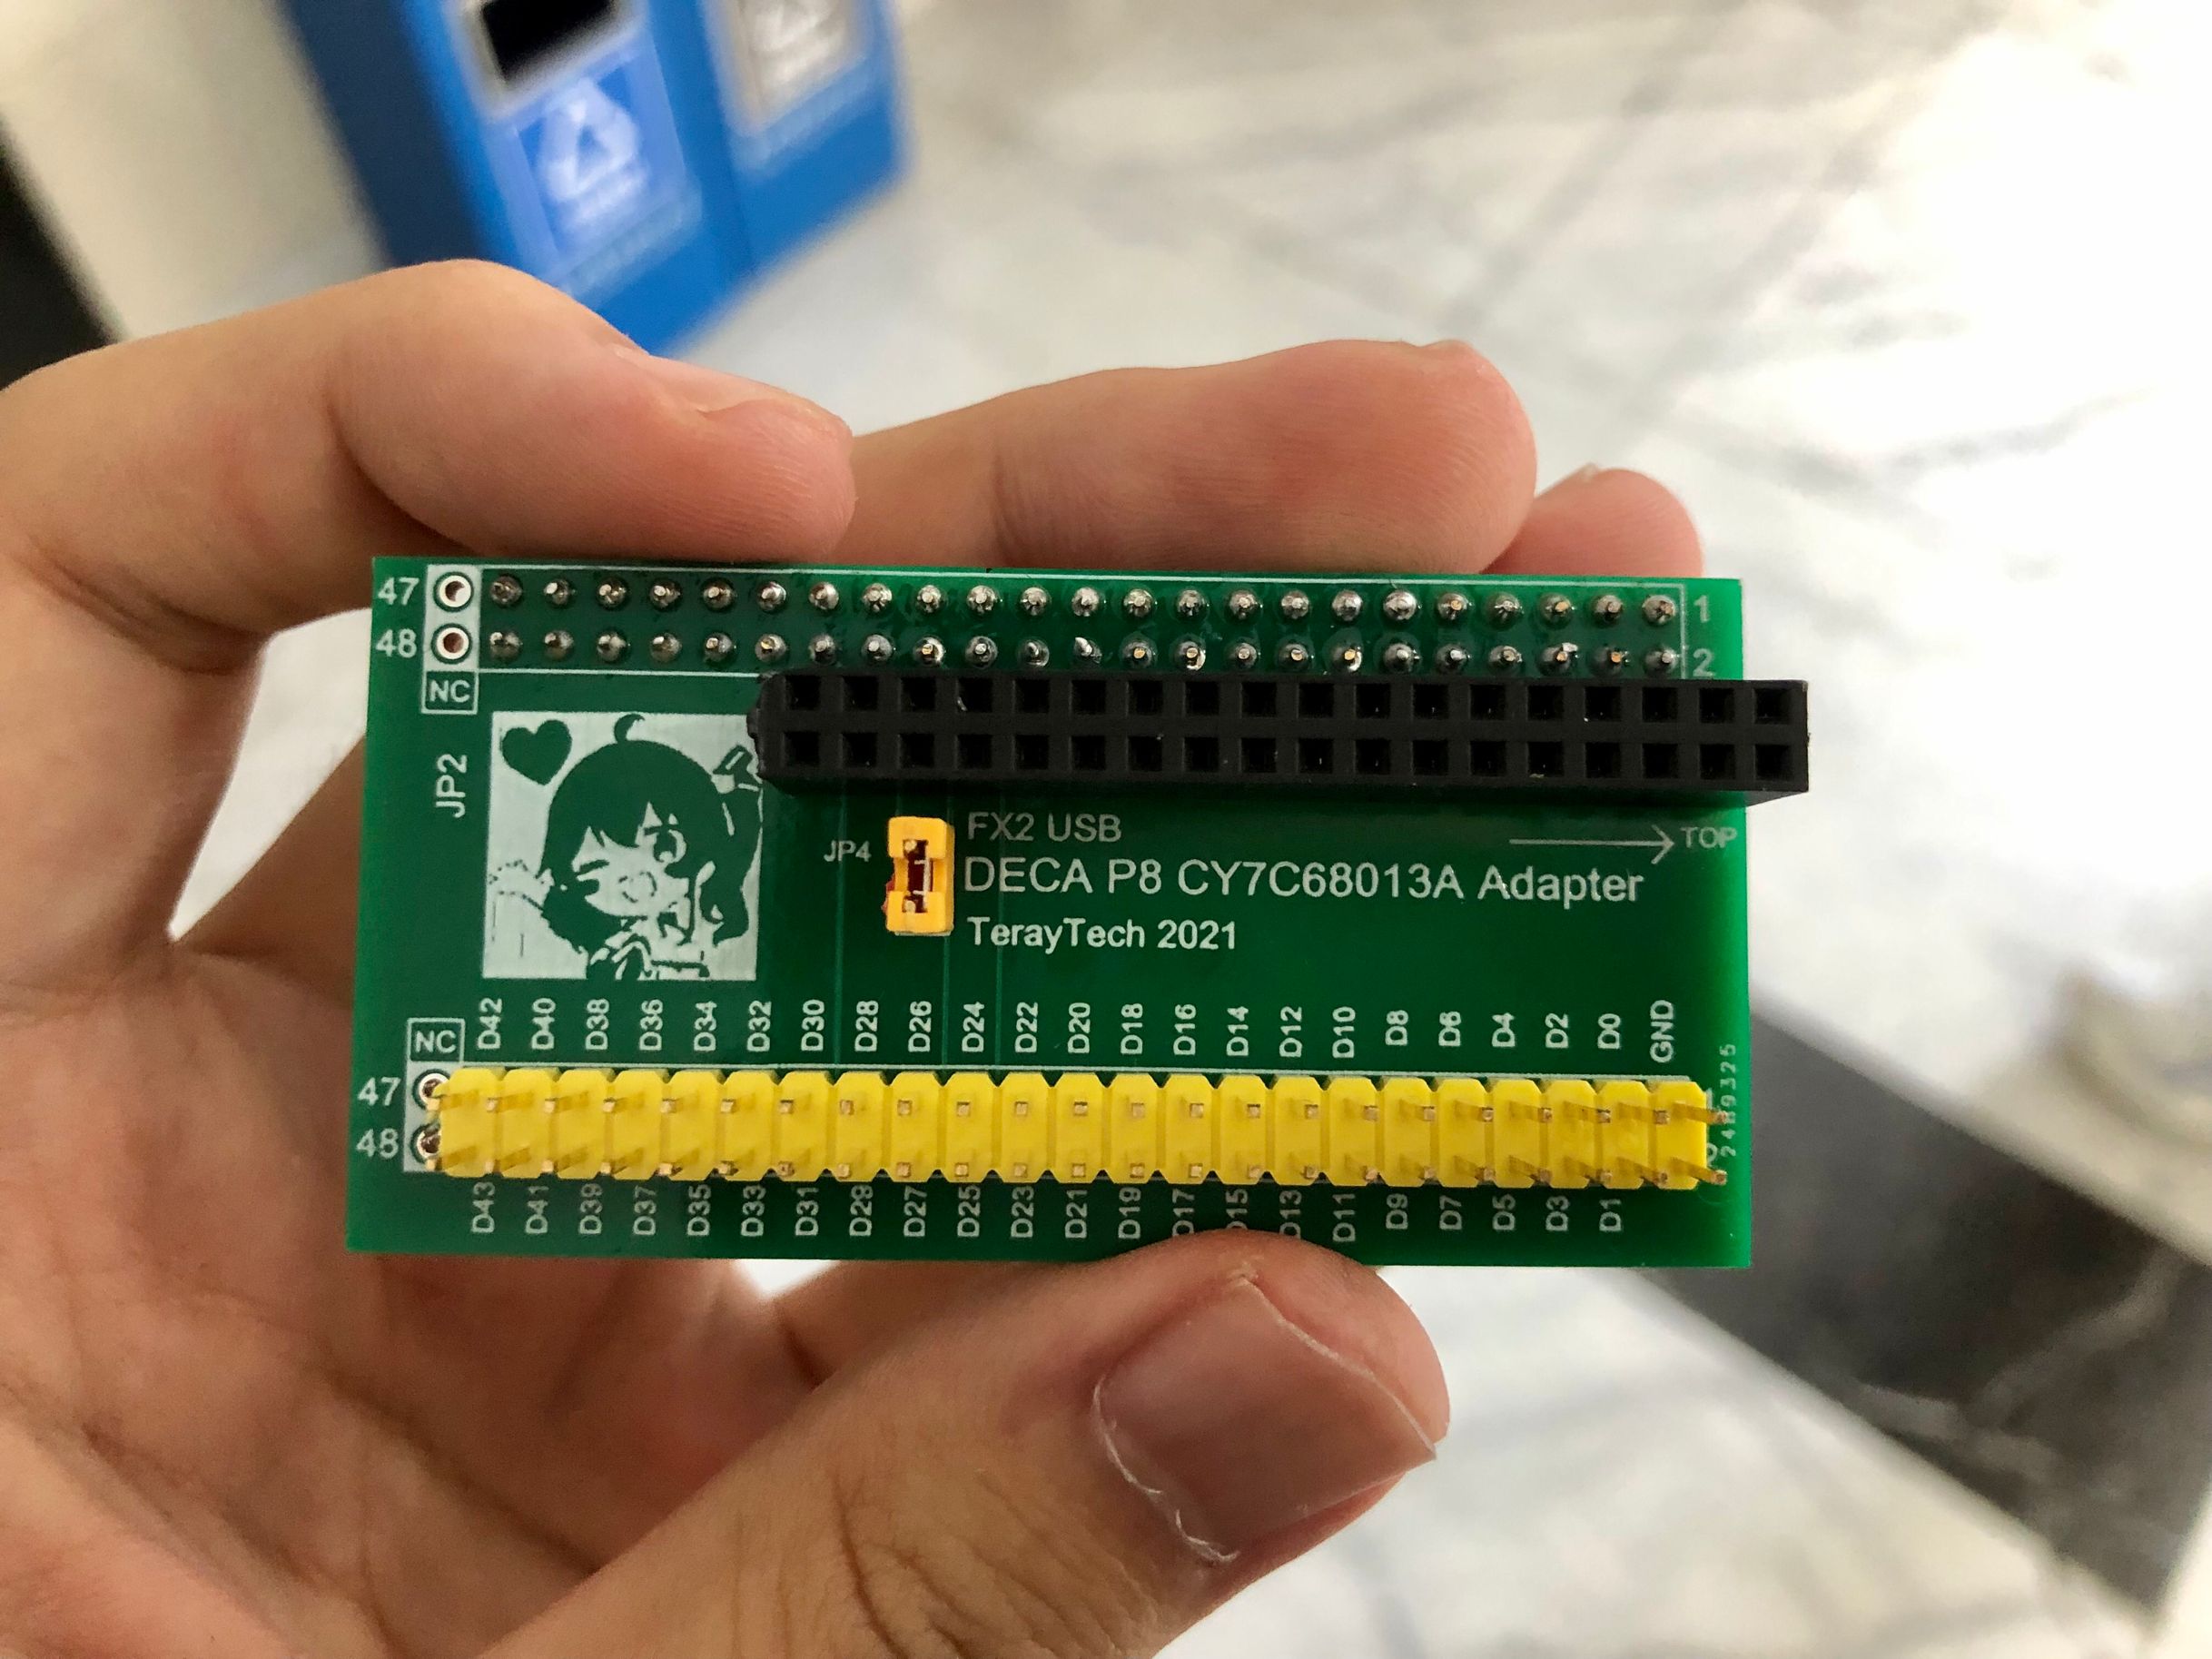 47
1
48
2
NC
JP2
FX2 USB
JP4
TOP
DECA P8 CY7C68013A Adapter
TerayTech 2021
NC
D42 D40 D38 D36 D34 D32 D30 D28 D26 D24 D22 D20 D18 D16 D14 D12 D10 D8 D6 D4 D2 D0 GND
47
48
D43 D41 D39 D37 D35 D33 D31 D29 D27 D25 D23 D21 D19 D17 D15 D13 D11 D9 D7 D5 D3 D1